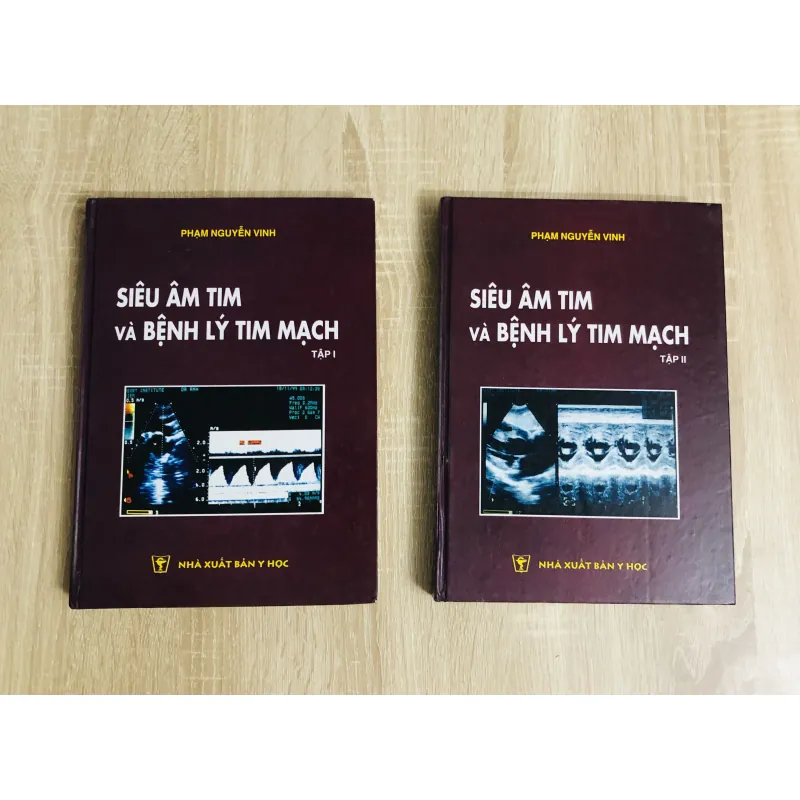 PHẠM NGUYỄN VINH
SIÊU ÂM TIM
VÀ BỆNH LÝ TIM MẠCH
TẬP I
NHÀ XUẤT BẢN Y HỌC
PHẠM NGUYỄN VINH
SIÊU ÂM TIM
VÀ BỆNH LÝ TIM MẠCH
TẬP II
NHÀ XUẤT BẢN Y HỌC